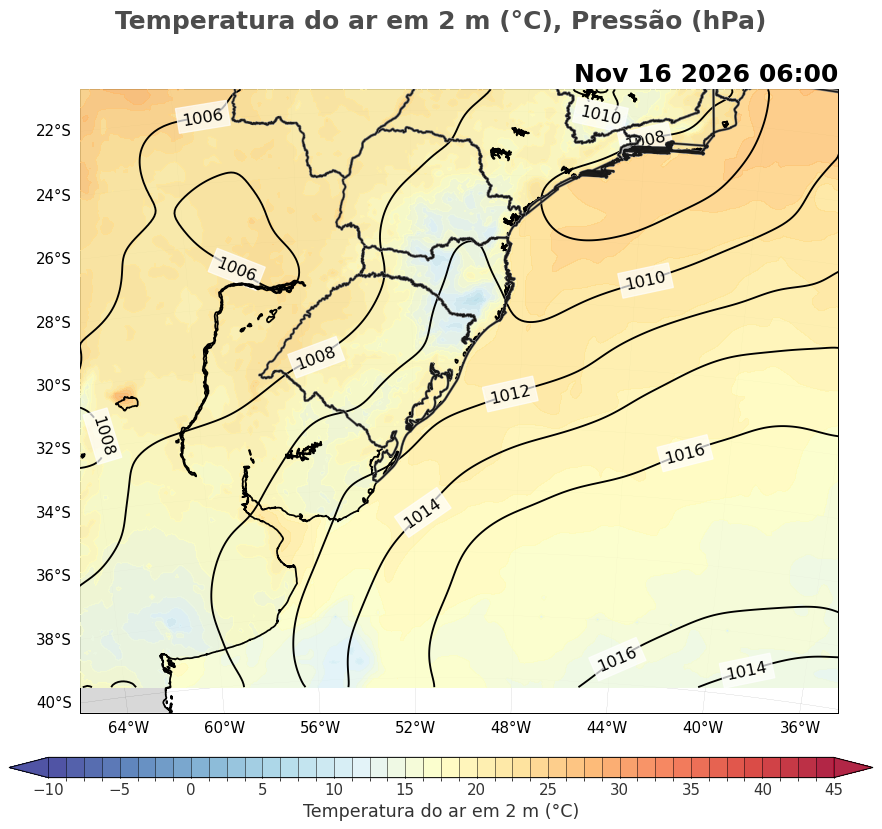 Temperatura do ar em 2 m (°C), Pressão (hPa)
Nov 16 2026 06:00
1006
1010
1008
22°S
24°S
26°S
28°S
30°S
32°S
34°S
36°S
38°S
40°S
1006
1010
1008
1012
1008
1016
1014
1016
1014
64°W
60°W
56°W
52°W
48°W
44°W
40°W
36°W
−10
−5
0
5
10
15
20
25
30
35
40
45
Temperatura do ar em 2 m (°C)